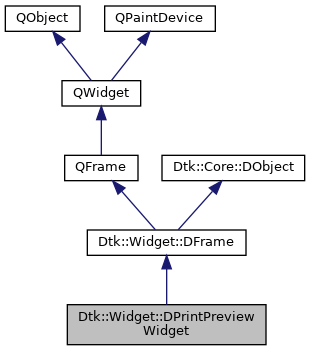 QObject
QPaintDevice
QWidget
QFrame
Dtk::Core::DObject
Dtk::Widget::DFrame
Dtk::Widget::DPrintPreview
Widget